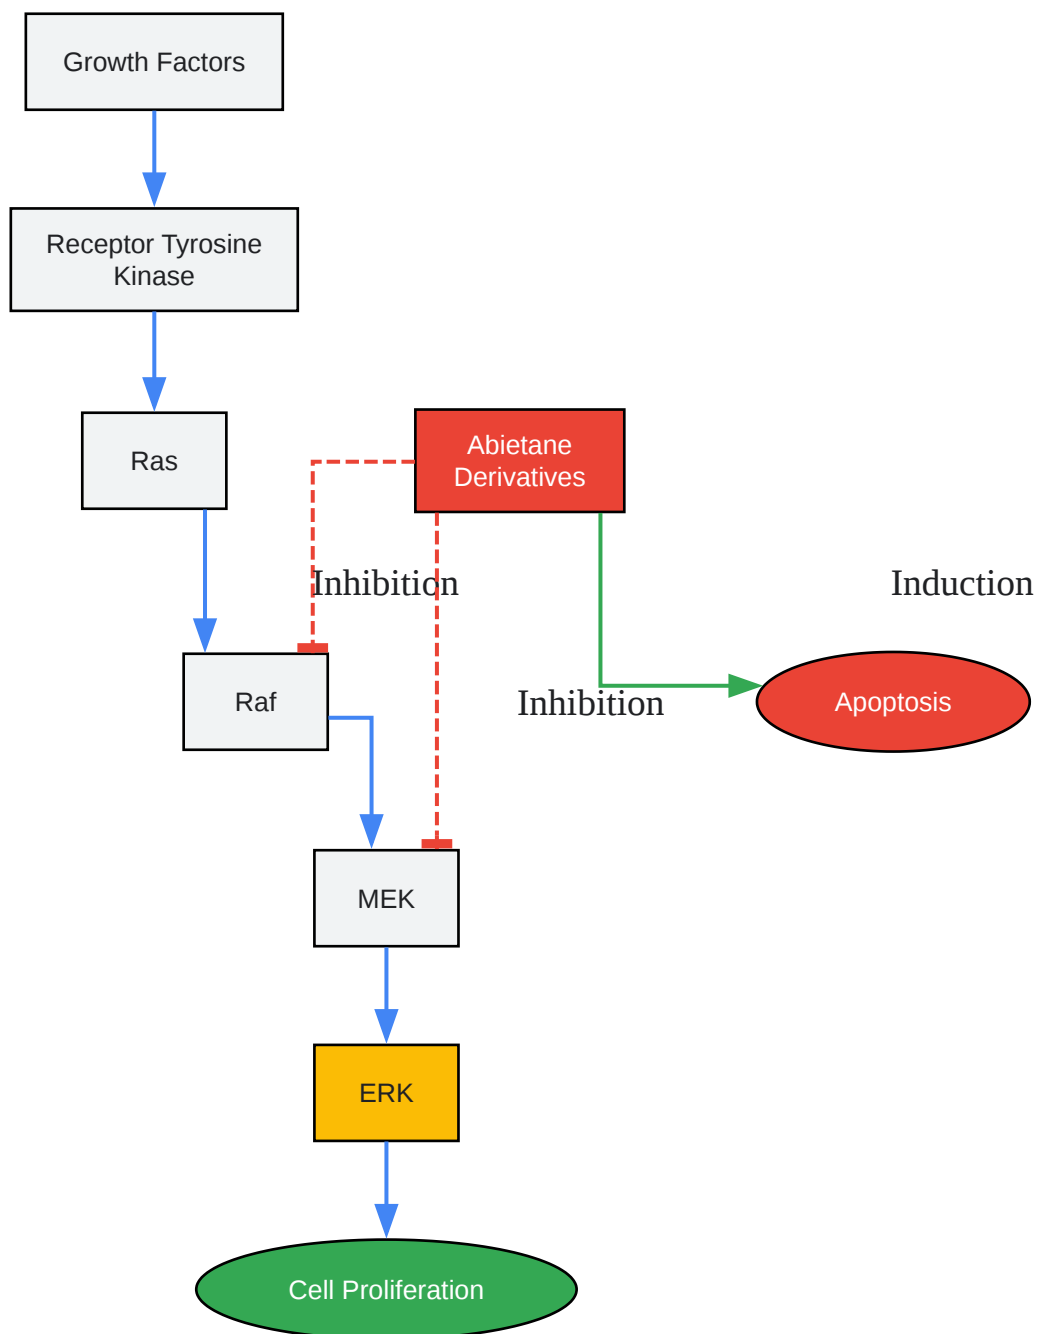 Growth Factors
Receptor Tyrosine
Kinase
Ras
Abietane
Derivatives
Inhibition
Induction
Raf
Inhibition
Apoptosis
MEK
ERK
Cell Proliferation